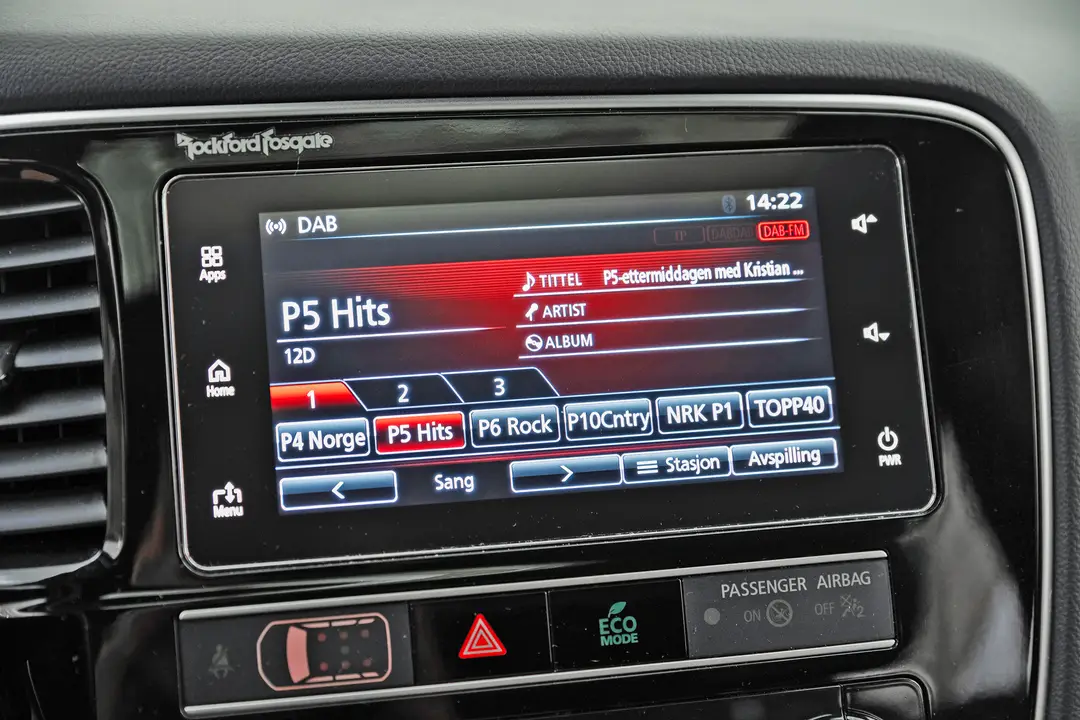 Rockford Fosgate
DAB
14:22
TP
DAB-FM
Apps
TITTEL P5-ettermiddagen med Kristian ...
P5 Hits
ARTIST
12D
ALBUM
Home
1 2 3
P4 Norge P5 Hits P6 Rock P10Cntry NRK P1 TOPP40
< Sang > Stasjon Avspilling
Menu
PWR
PASSENGER AIRBAG
ON OFF
ECO
MODE